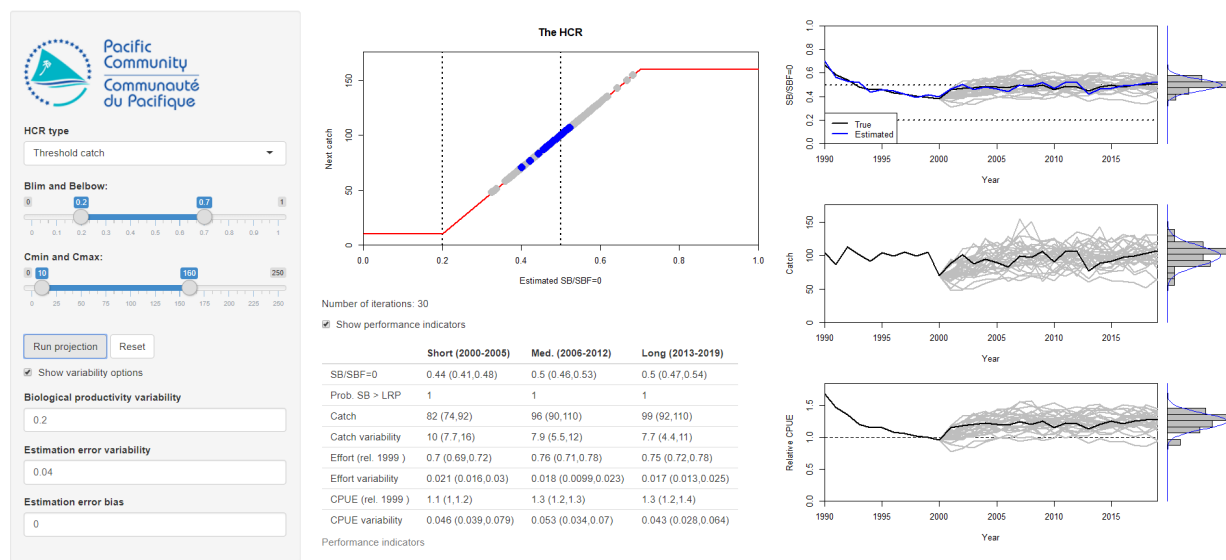 Pacific
Community
Communauté
du Pacifique
HCR type
Threshold catch
Blim and Belbow:
0 0.2 0.7 1
0 0.1 0.2 0.3 0.4 0.5 0.6 0.7 0.8 0.9 1
Cmin and Cmax:
0 10 160 250
0 25 50 75 100 125 150 175 200 225 250
Run projection Reset
Show variability options
Biological productivity variability
0.2
Estimation error variability
0.04
Estimation error bias
0
The HCR
Next catch
150
100
50
0
0.0 0.2 0.4 0.6 0.8 1.0
Estimated SB/SBF=0
Number of iterations: 30
Show performance indicators
Short (2000-2005) Med. (2006-2012) Long (2013-2019)
SB/SBF=0 0.44 (0.41,0.48) 0.5 (0.46,0.53) 0.5 (0.47,0.54)
Prob. SB > LRP 1 1 1
Catch 82 (74,92) 96 (90,110) 99 (92,110)
Catch variability 10 (7.7,16) 7.9 (5.5,12) 7.7 (4.4,11)
Effort (rel. 1999 ) 0.7 (0.69,0.72) 0.76 (0.71,0.78) 0.75 (0.72,0.78)
Effort variability 0.021 (0.016,0.03) 0.018 (0.0099,0.023) 0.017 (0.013,0.025)
CPUE (rel. 1999 ) 1.1 (1,1.2) 1.3 (1.2,1.3) 1.3 (1.2,1.4)
CPUE variability 0.046 (0.039,0.079) 0.053 (0.034,0.07) 0.043 (0.028,0.064)
Performance indicators
SB/SBF=0
1.0
0.8
0.6
0.4
0.2
0.0
True
Estimated
1990 1995 2000 2005 2010 2015
Year
Catch
150
100
50
0
1990 1995 2000 2005 2010 2015
Year
Relative CPUE
1.5
1.0
0.5
0.0
1990 1995 2000 2005 2010 2015
Year